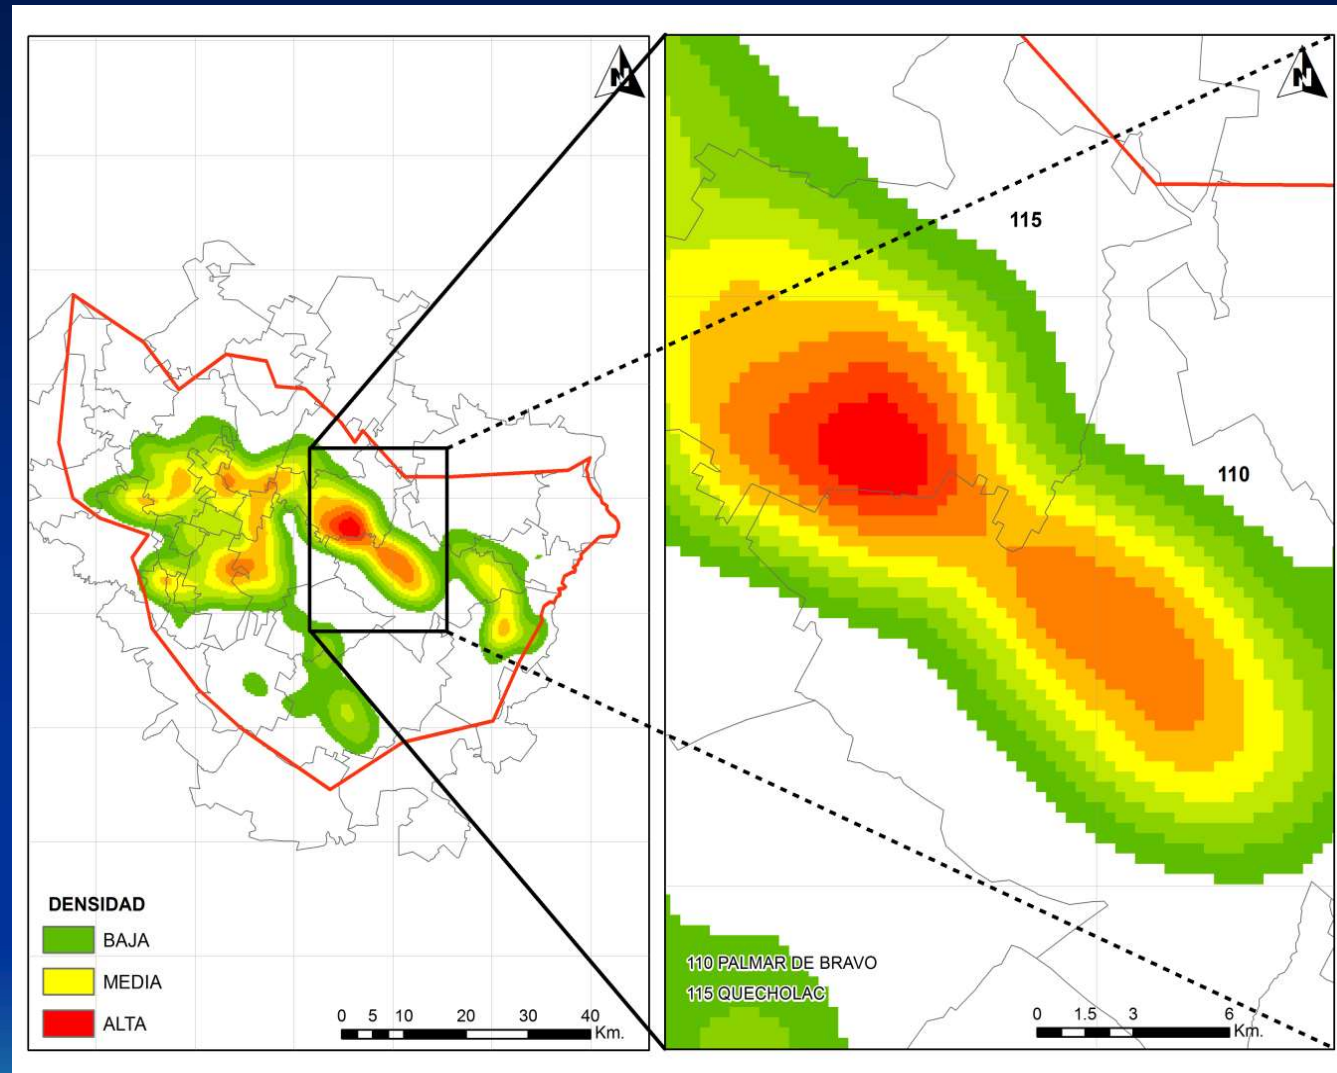 N
DENSIDAD
BAJA
MEDIA
ALTA
0 5 10 20 30 40
Km.
N
115
110
110 PALMAR DE BRAVO
115 QUECHOLAC
0 1.5 3 6
Km.